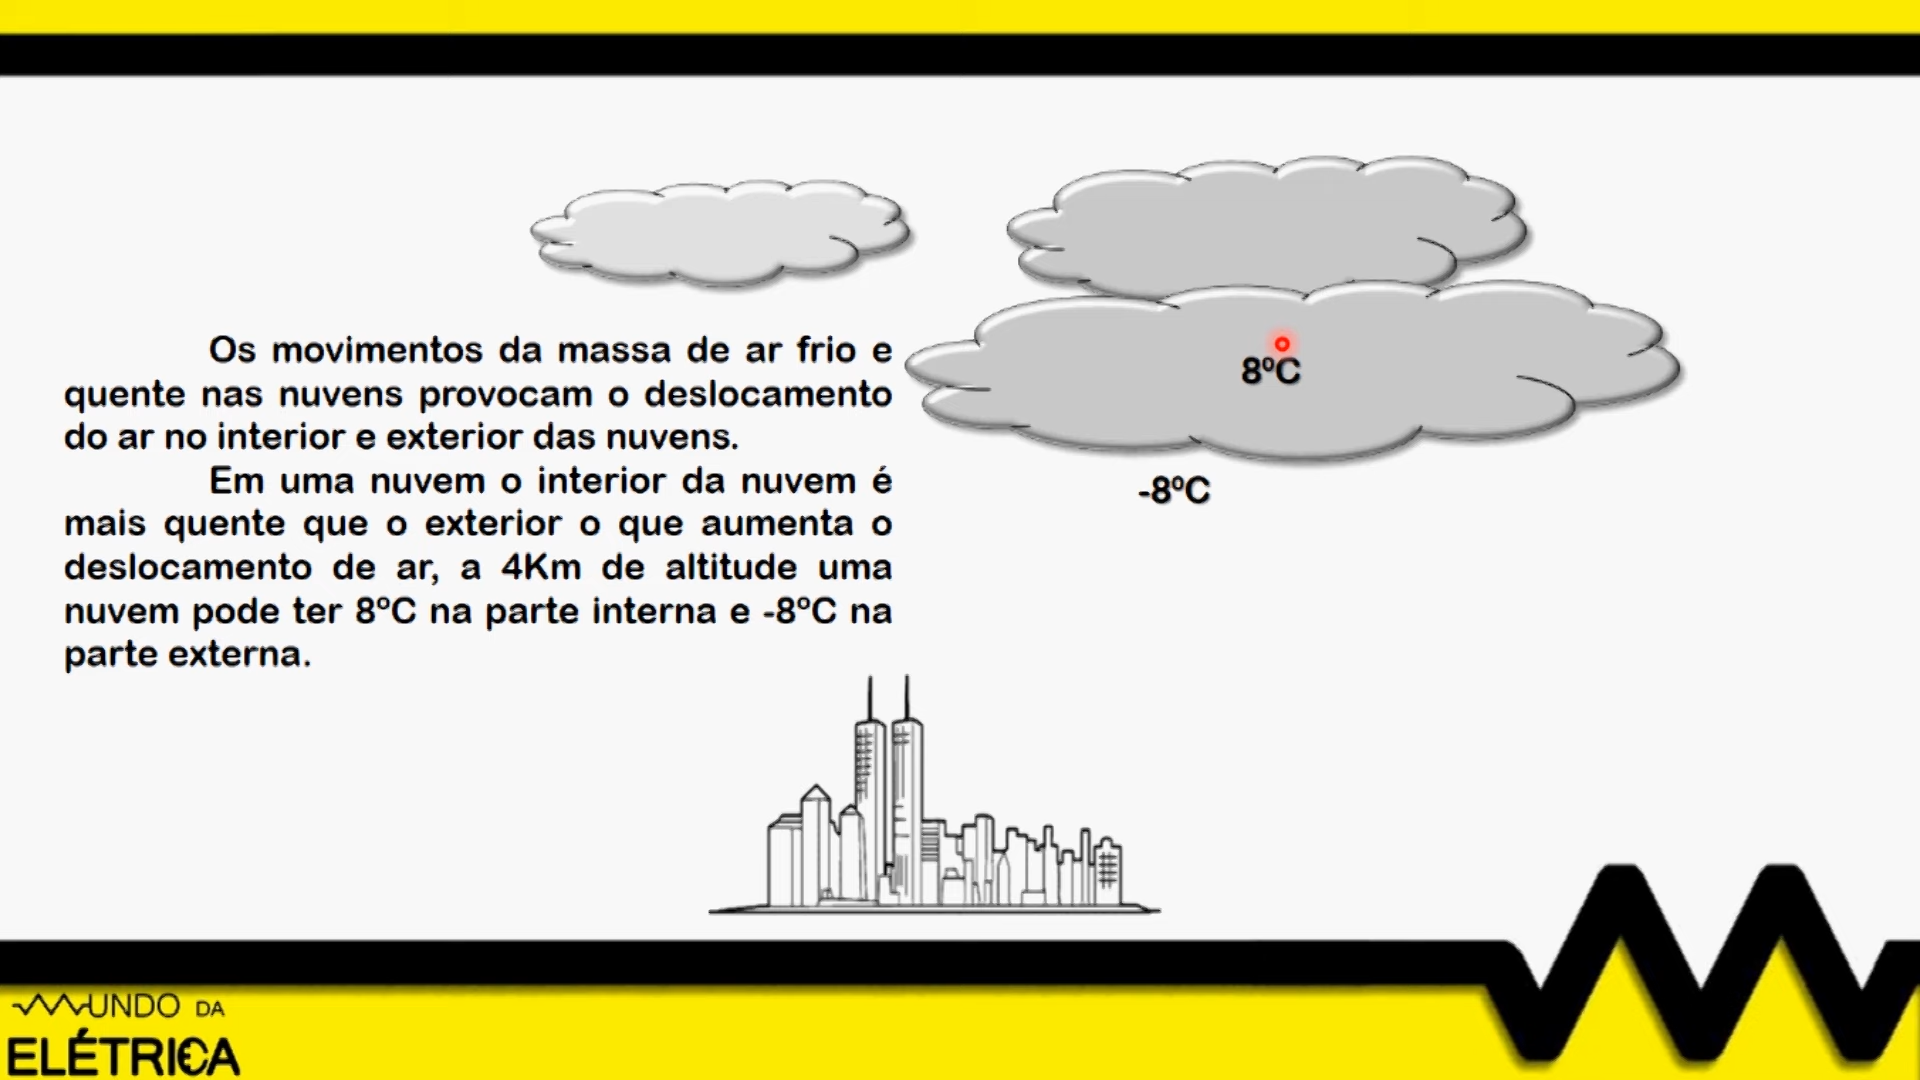 Os movimentos da massa de ar frio e
quente nas nuvens provocam o deslocamento
do ar no interior e exterior das nuvens.
Em uma nuvem o interior da nuvem é
mais quente que o exterior o que aumenta o
deslocamento de ar, a 4Km de altitude uma
nuvem pode ter 8ºC na parte interna e -8ºC na
parte externa.
8ºC
-8ºC
MUNDO DA
ELÉTRICA